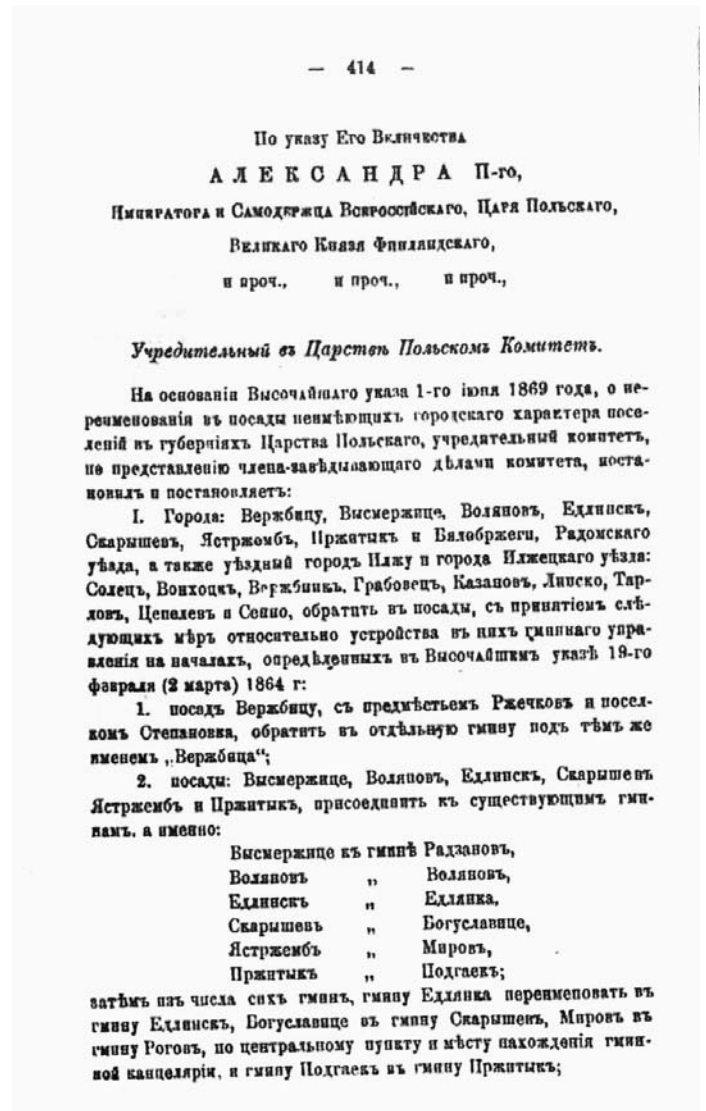 — 414 —
По указу Его Величества
АЛЕКСАНДРА II-го,
Императора и Самодержца Всероссійскаго, Царя Польскаго,
Великаго Князя Финляндскаго,
и проч., и проч., и проч.,
Учредительный въ Царствѣ Польскомъ Комитетъ.
На основаніи Высочайшаго указа 1-го іюня 1869 года, о пе-
реименованіи въ посады неимѣющихъ городскаго характера посе-
леній въ губерніяхъ Царства Польскаго, учредительный комитетъ,
по представленію члена-завѣдывающаго дѣлами комитета, поста-
новилъ и постановляетъ:
I. Города: Вержбицу, Высмержице, Воляновъ, Едлинскъ,
Скарышевъ, Ястржембъ, Пржитыкъ и Бялобржеги, Радомскаго
уѣзда, а также уѣздный городъ Илжу и города Илжецкаго уѣзда:
Солецъ, Вонхоцкъ, Вержбникъ, Грабовецъ, Казановъ, Липско, Тар-
ловъ, Цепелевъ и Сенно, обратить въ посады, съ принятіемъ слѣ-
дующихъ мѣръ относительно устройства въ нихъ гминнаго упра-
вленія на началахъ, опредѣленныхъ въ Высочайшемъ указѣ 19-го
февраля (2 марта) 1864 г:
1. посадъ Вержбицу, съ предмѣстьемъ Ржечковъ и посел-
комъ Степановка, обратить въ отдѣльную гмину подъ тѣмъ же
именемъ „Вержбица“;
2. посады: Высмержице, Воляновъ, Едлинскъ, Скарышевъ
Ястржембъ и Пржитыкъ, присоединить къ существующимъ гми-
намъ, а именно:
Высмержице къ гминѣ Радзановъ,
Воляновъ „ Воляновъ,
Едлинскъ „ Едлянка,
Скарышевъ „ Богуславице,
Ястржембъ „ Мировъ,
Пржитыкъ „ Подгаекъ;
затѣмъ изъ числа сихъ гминъ, гмину Едлянка переименовать въ
гмину Едлинскъ, Богуславице въ гмину Скарышевъ, Мировъ въ
гмину Роговъ, по центральному пункту и мѣсту нахожденія гмин-
ной канцеляріи, и гмину Подгаекъ въ гмину Пржитыкъ;